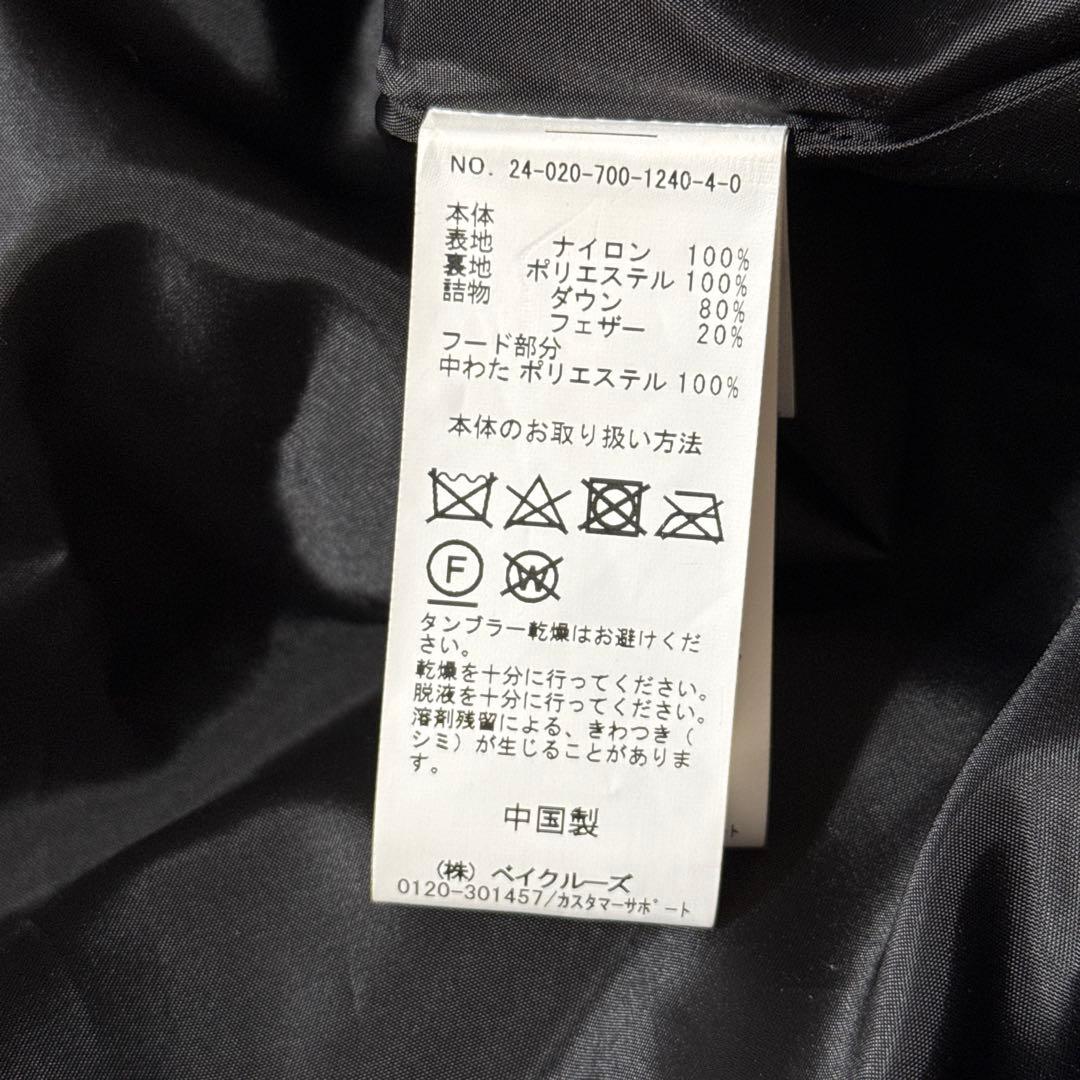 NO. 24-020-700-1240-4-0
本体
表地 ナイロン 100%
裏地 ポリエステル 100%
詰物 ダウン 80%
フェザー 20%
フード部分
中わた ポリエステル 100%
本体のお取り扱い方法
F W
タンブラー乾燥はお避けくだ
さい。
乾燥を十分に行ってください。
脱液を十分に行ってください。
溶剤残留による、きわつき(
シミ)が生じることがありま
す。
中国製
(株) ベイクルーズ
0120-301457/カスタマーサポート
ト